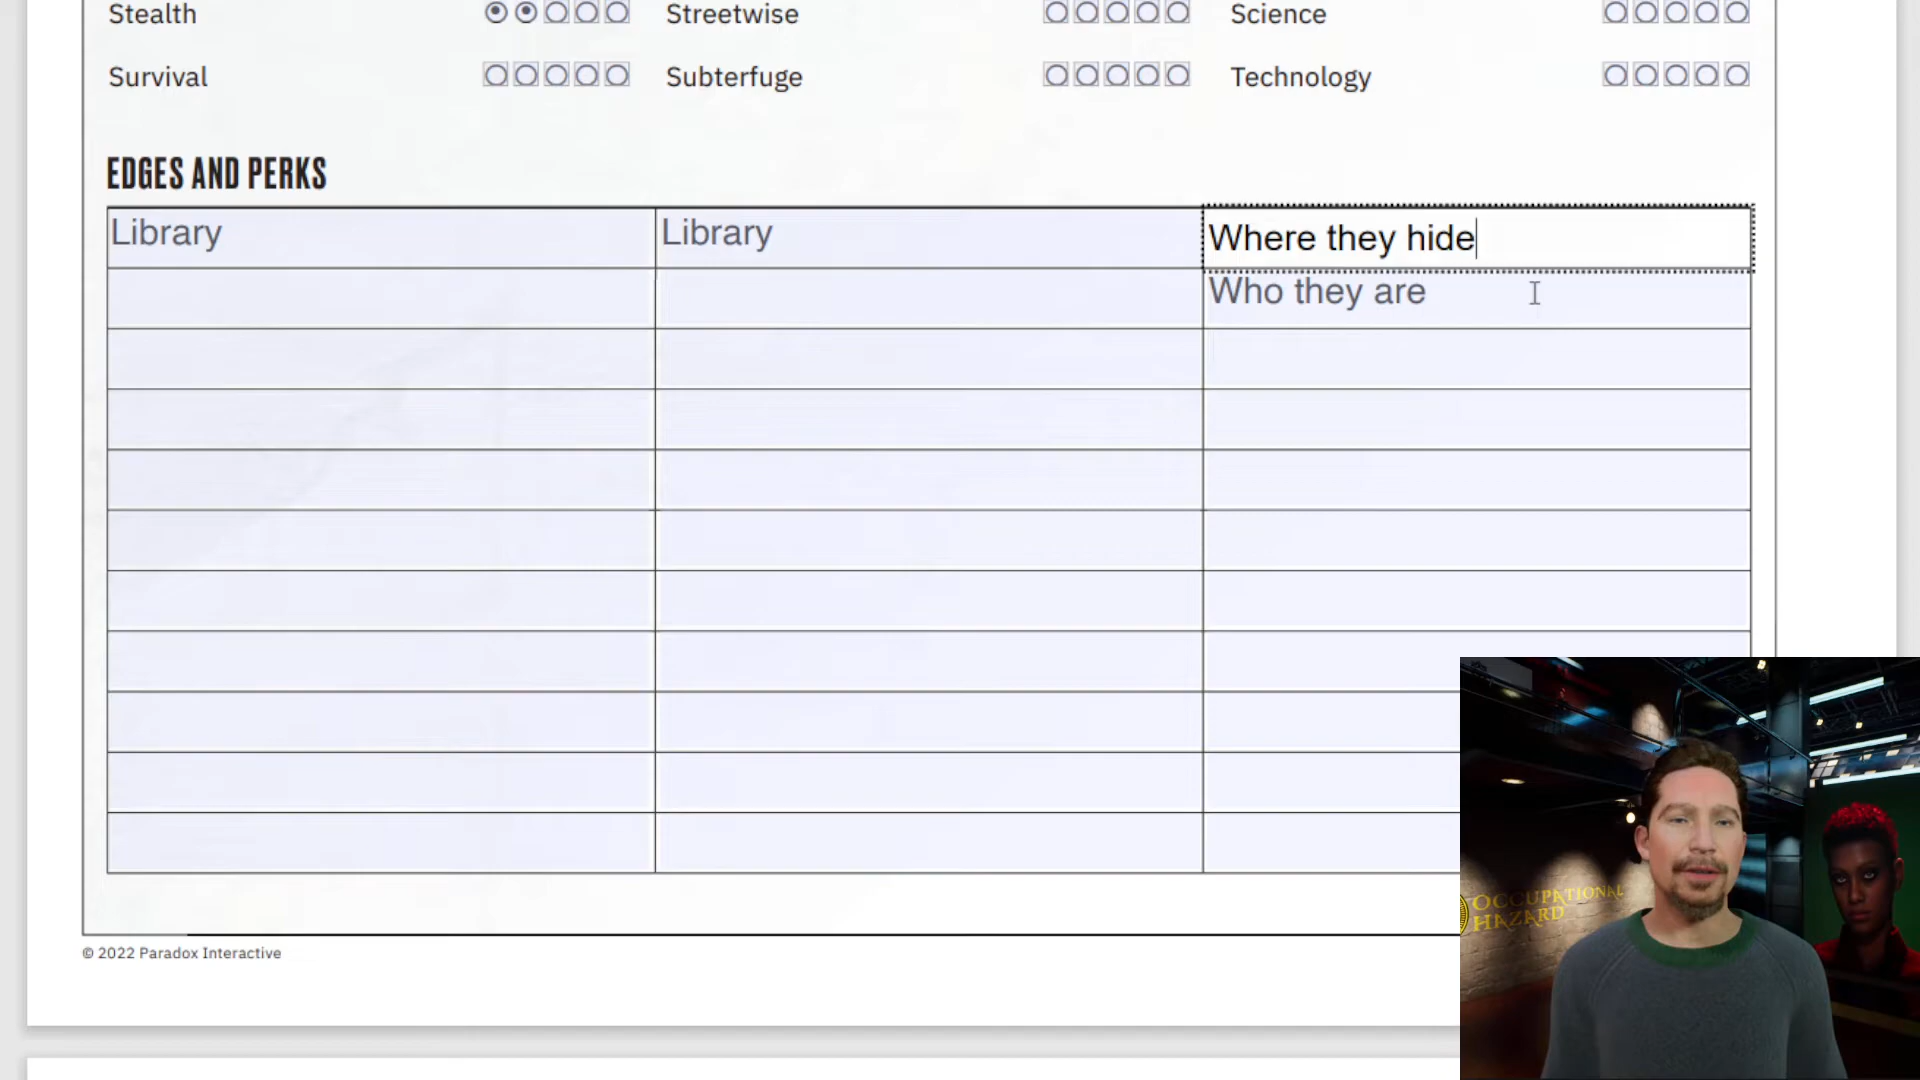 Stealth Streetwise Science
Survival Subterfuge Technology
EDGES AND PERKS
Library Library Where they hide
Who they are
OCCUPATIONAL
HAZARD
© 2022 Paradox Interactive